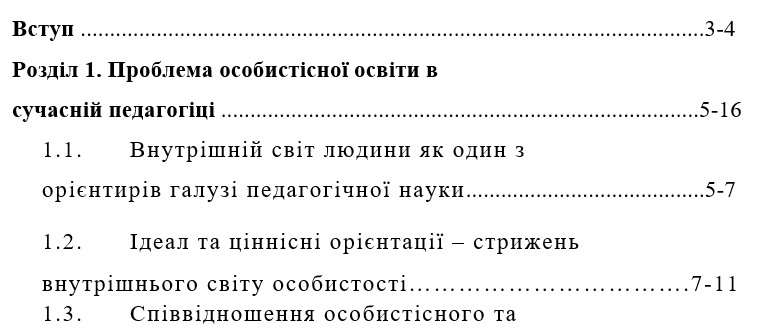 Вступ ............................................................................................3-4
Розділ 1. Проблема особистісної освіти в
сучасній педагогіці .......................................................................5-16
1.1. Внутрішній світ людини як один з
орієнтирів галузі педагогічної науки...................................5-7
1.2. Ідеал та ціннісні орієнтації – стрижень
внутрішнього світу особистості……………………………….7-11
1.3. Співвідношення особистісного та